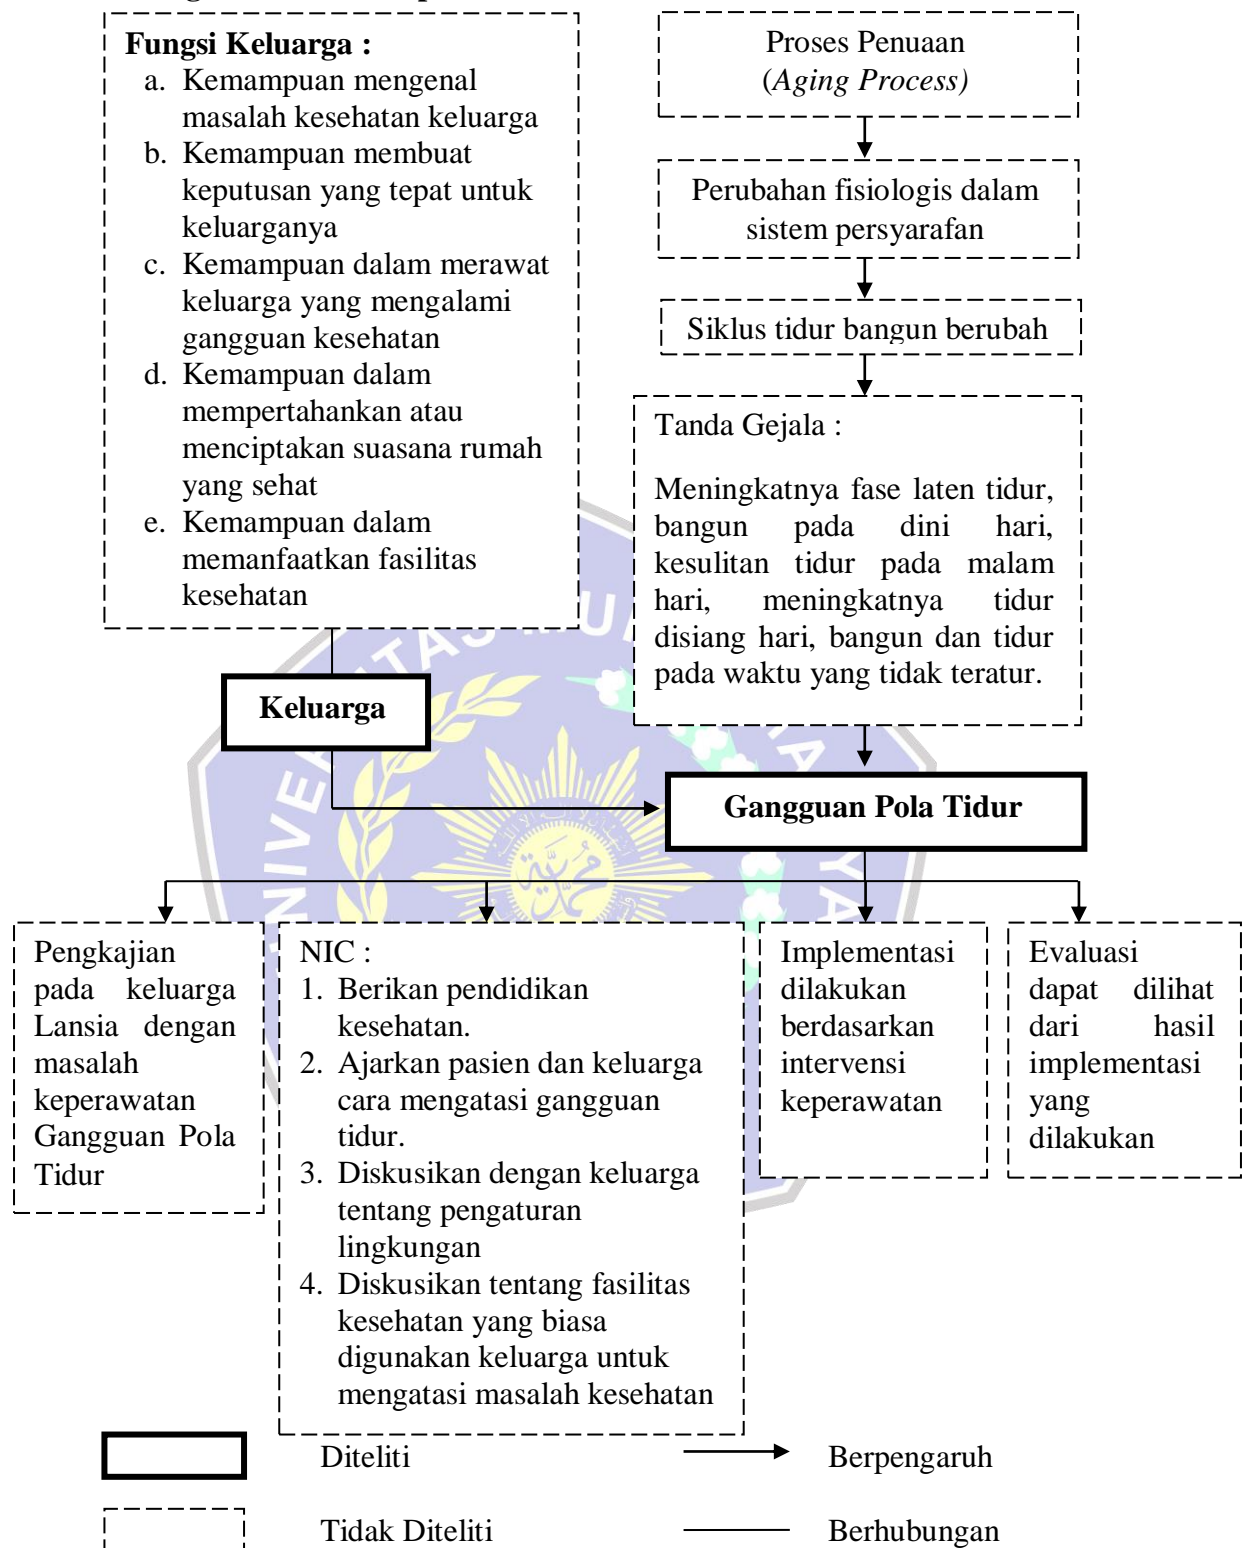 Fungsi Keluarga :
a. Kemampuan mengenal
masalah kesehatan keluarga
b. Kemampuan membuat
keputusan yang tepat untuk
keluarganya
c. Kemampuan dalam merawat
keluarga yang mengalami
gangguan kesehatan
d. Kemampuan dalam
mempertahankan atau
menciptakan suasana rumah
yang sehat
e. Kemampuan dalam
memanfaatkan fasilitas
kesehatan
Proses Penuaan
(Aging Process)
Perubahan fisiologis dalam
sistem persyarafan
Siklus tidur bangun berubah
Tanda Gejala :
Meningkatnya fase laten tidur,
bangun pada dini hari,
kesulitan tidur pada malam
hari, meningkatnya tidur
disiang hari, bangun dan tidur
pada waktu yang tidak teratur.
Keluarga
Gangguan Pola Tidur
Pengkajian
pada keluarga
Lansia dengan
masalah
keperawatan
Gangguan Pola
Tidur
NIC :
1. Berikan pendidikan
kesehatan.
2. Ajarkan pasien dan keluarga
cara mengatasi gangguan
tidur.
3. Diskusikan dengan keluarga
tentang pengaturan
lingkungan
4. Diskusikan tentang fasilitas
kesehatan yang biasa
digunakan keluarga untuk
mengatasi masalah kesehatan
Implementasi
dilakukan
berdasarkan
intervensi
keperawatan
Evaluasi
dapat dilihat
dari hasil
implementasi
yang
dilakukan
Diteliti
Berpengaruh
Tidak Diteliti
Berhubungan